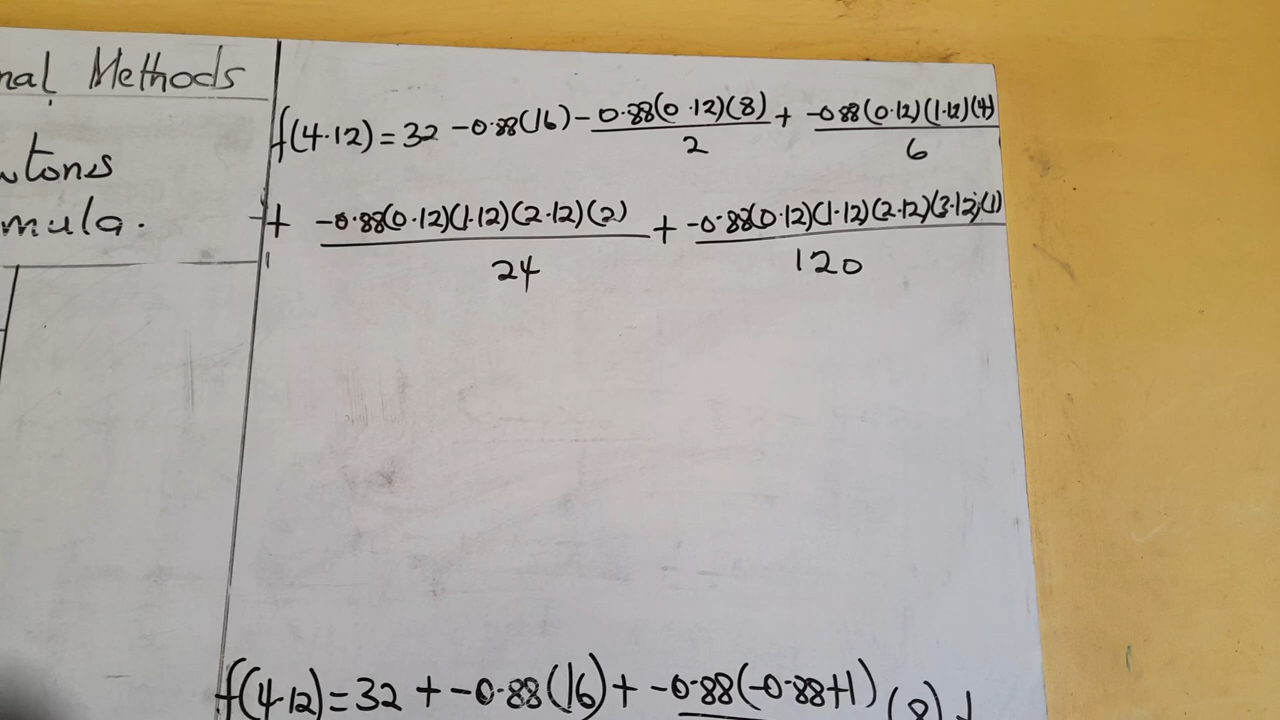 nal Methods
wtons
mula.
f(4.12) = 32 -0.88(16) - 0.88(0.12)(8)/2 + -0.88(0.12)(1.12)(4)/6
+ -0.88(0.12)(1.12)(2.12)(2)/24 + -0.88(0.12)(1.12)(2.12)(3.12)(1)/120
f(4.12) = 32 + -0.88(16) + -0.88(-0.88+1) (8) +